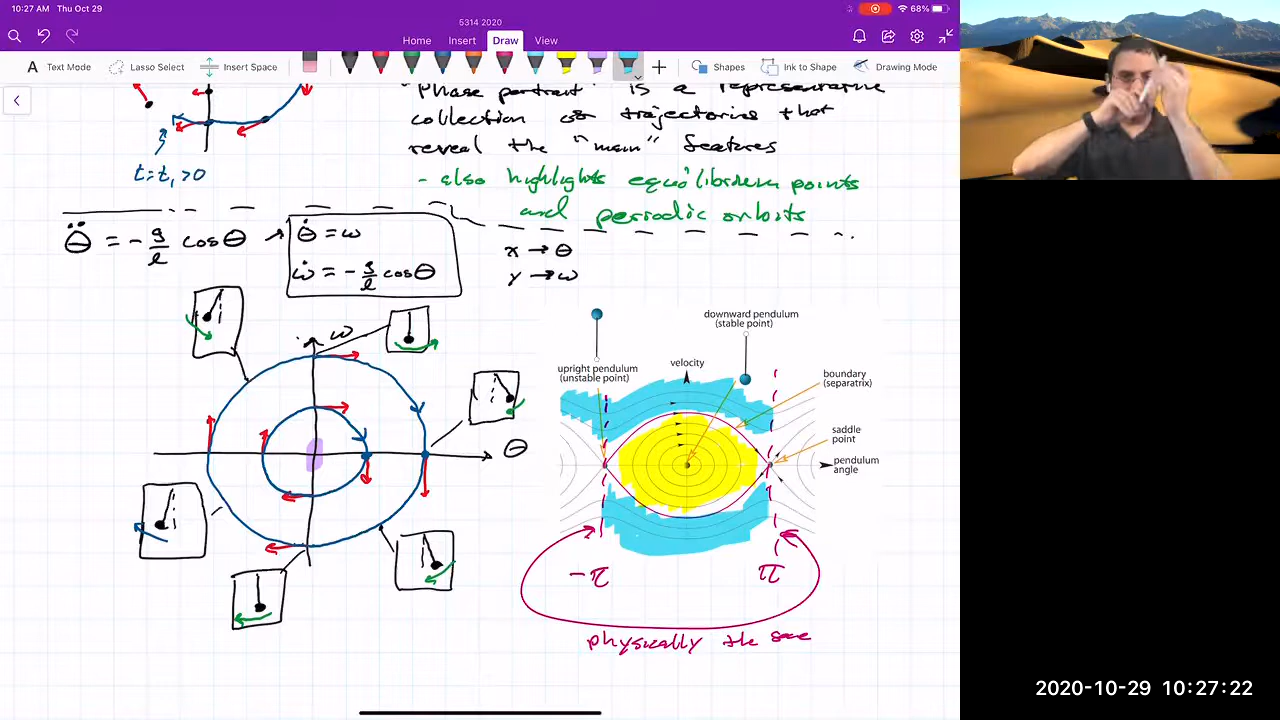 10:27 AM Thu Oct 29
68%
5314 2020
Home Insert Draw View
Text Mode Lasso Select Insert Space Shapes Ink to Shape Drawing Mode
"Phase portrait" is a representative
collection of trajectories that
reveal the "main" features
- also highlights equilibrium points
and periodic orbits
t=t₁>0
θ̈ = - g/l cosθ → θ̇ = ω
ω̇ = - g/l cosθ
x → θ
y → ω
ω
θ
downward pendulum
(stable point)
upright pendulum
(unstable point)
velocity
boundary
(separatrix)
saddle
point
pendulum
angle
-π
π
physically the same
2020-10-29 10:27:22